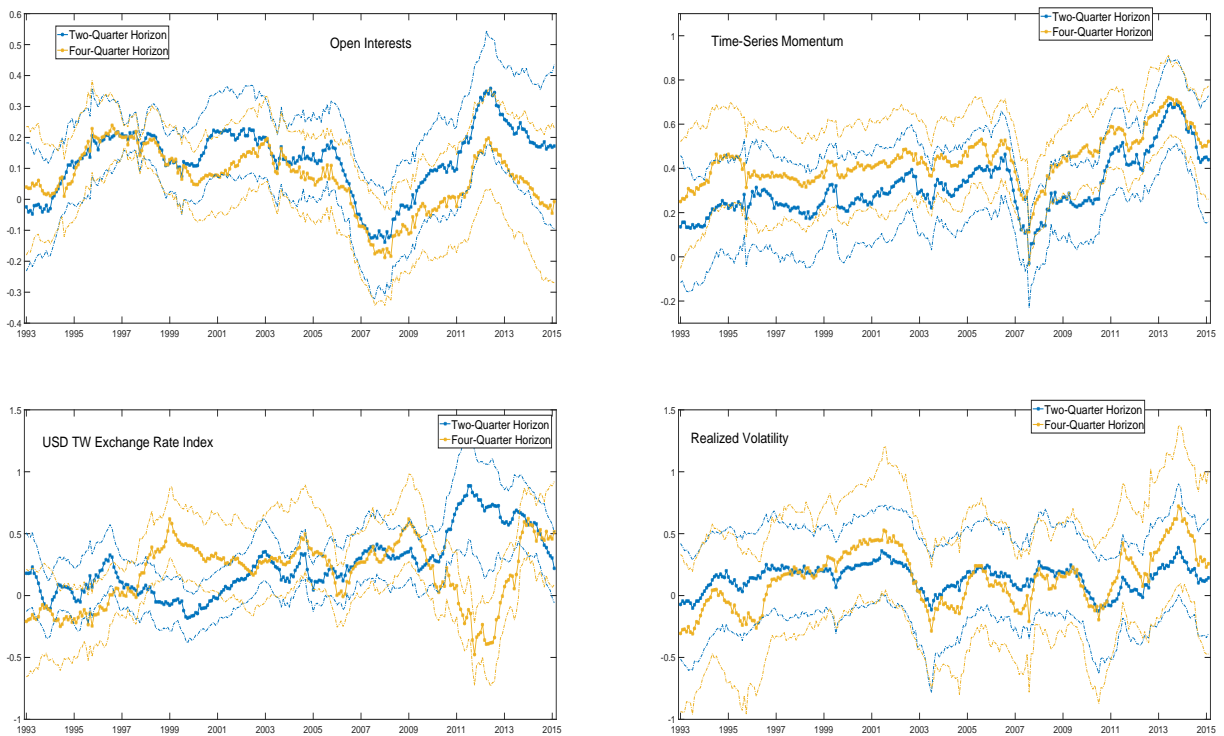 Open Interests
Two-Quarter Horizon
Four-Quarter Horizon
0.6
0.5
0.4
0.3
0.2
0.1
0
-0.1
-0.2
-0.3
-0.4
1993 1995 1997 1999 2001 2003 2005 2007 2009 2011 2013 2015
Time-Series Momentum
Two-Quarter Horizon
Four-Quarter Horizon
1
0.8
0.6
0.4
0.2
0
-0.2
1993 1995 1997 1999 2001 2003 2005 2007 2009 2011 2013 2015
USD TW Exchange Rate Index
Two-Quarter Horizon
Four-Quarter Horizon
1.5
1
0.5
0
-0.5
-1
1993 1995 1997 1999 2001 2003 2005 2007 2009 2011 2013 2015
Realized Volatility
Two-Quarter Horizon
Four-Quarter Horizon
1.5
1
0.5
0
-0.5
-1
1993 1995 1997 1999 2001 2003 2005 2007 2009 2011 2013 2015